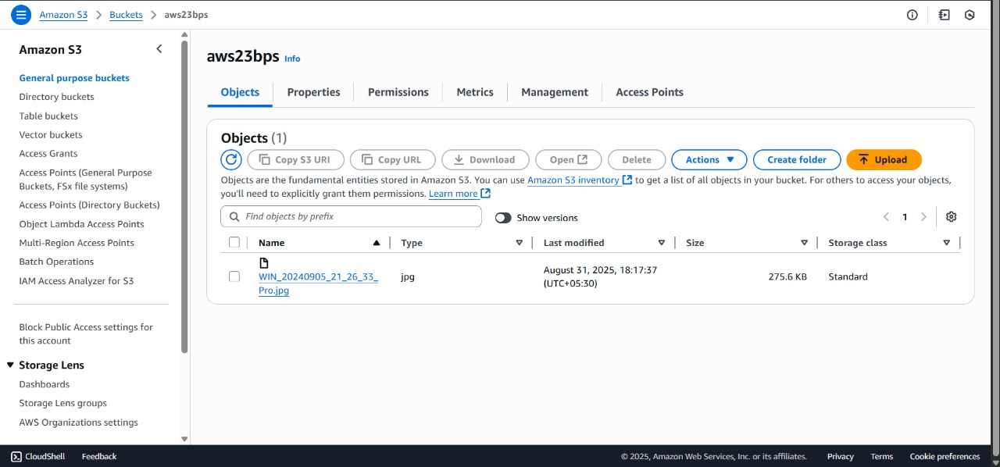 Amazon S3 > Buckets > aws23bps
Amazon S3
General purpose buckets
Directory buckets
Table buckets
Vector buckets
Access Grants
Access Points (General Purpose
Buckets, FSx file systems)
Access Points (Directory Buckets)
Object Lambda Access Points
Multi-Region Access Points
Batch Operations
IAM Access Analyzer for S3
Block Public Access settings for
this account
Storage Lens
Dashboards
Storage Lens groups
AWS Organizations settings
aws23bps Info
Objects Properties Permissions Metrics Management Access Points
Objects (1)
Copy S3 URI Copy URL Download Open Delete Actions Create folder Upload
Objects are the fundamental entities stored in Amazon S3. You can use Amazon S3 inventory to get a list of all objects in your bucket. For others to access your objects,
you'll need to explicitly grant them permissions. Learn more
Find objects by prefix Show versions 1
Name Type Last modified Size Storage class
WIN_20240905_21_26_33_
Pro.jpg
jpg
August 31, 2025, 18:17:37
(UTC+05:30)
275.6 KB
Standard
CloudShell Feedback © 2025, Amazon Web Services, Inc. or its affiliates. Privacy Terms Cookie preferences